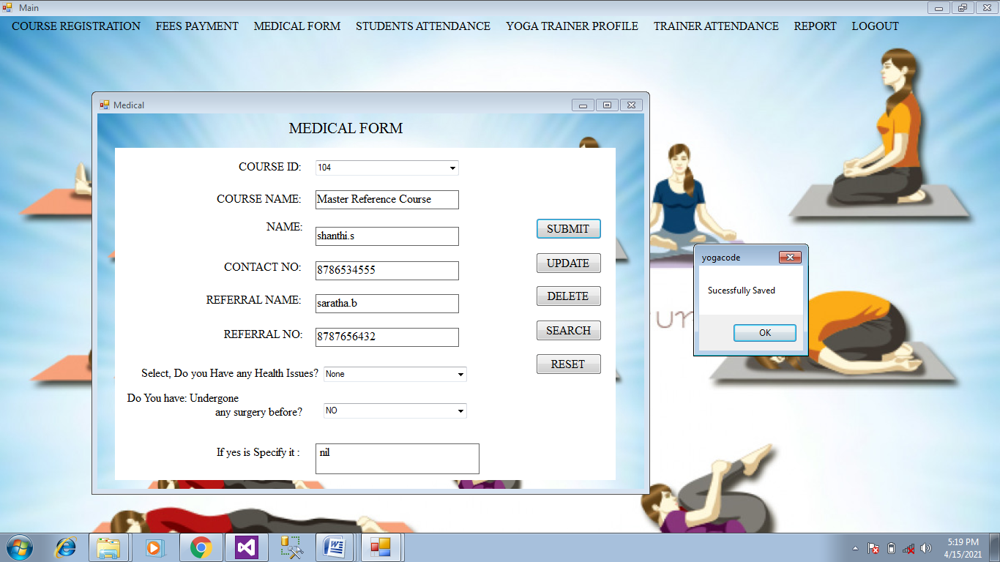 Main
COURSE REGISTRATION FEES PAYMENT MEDICAL FORM STUDENTS ATTENDANCE YOGA TRAINER PROFILE TRAINER ATTENDANCE REPORT LOGOUT
Medical
MEDICAL FORM
COURSE ID: 104
COURSE NAME: Master Reference Course
NAME: shanthi.s
SUBMIT
CONTACT NO: 8786534555
UPDATE
REFERRAL NAME: saratha.b
DELETE
REFERRAL NO: 8787656432
SEARCH
RESET
Select, Do you Have any Health Issues? None
Do You have: Undergone
any surgery before? NO
If yes is Specify it : nil
yogacode
Sucessfully Saved
OK
5:19 PM
4/15/2021